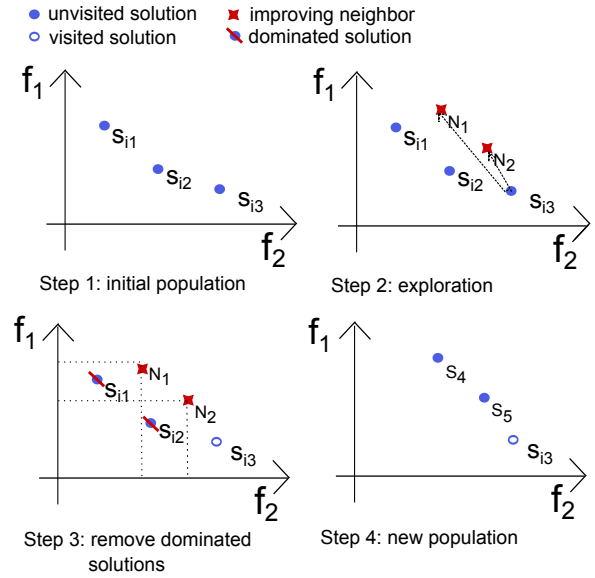 unvisited solution
improving neighbor
visited solution
dominated solution
f1
Si1
Si2
Si3
f2
Step 1: initial population
f1
Si1
N1
N2
Si2
Si3
f2
Step 2: exploration
f1
Si1
N1
N2
Si2
Si3
f2
Step 3: remove dominated
solutions
f1
S4
S5
Si3
f2
Step 4: new population